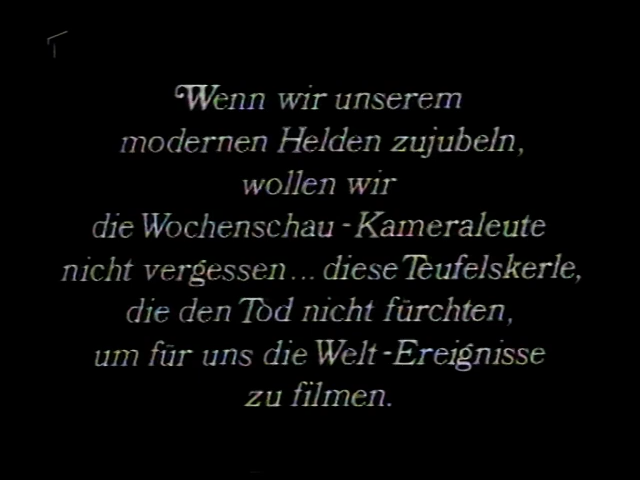 Wenn wir unserem
modernen Helden zujubeln,
wollen wir
die Wochenschau-Kameraleute
nicht vergessen... diese Teufelskerle,
die den Tod nicht fürchten,
um für uns die Welt-Ereignisse
zu filmen.